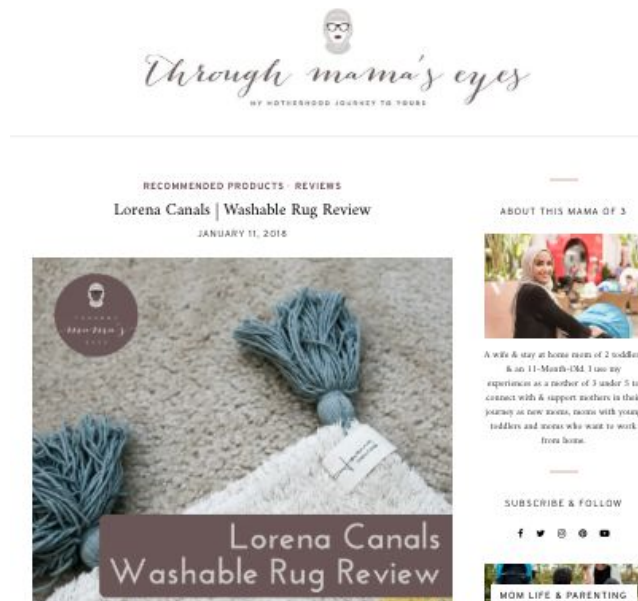 through mama's eyes
MY MOTHERHOOD JOURNEY TO YOURS
RECOMMENDED PRODUCTS · REVIEWS
Lorena Canals | Washable Rug Review
JANUARY 11, 2018
mama's
Lorena Canals
Washable Rug Review
ABOUT THIS MAMA OF 3
A wife & stay at home mom of 2 toddler
& an 11-Month-Old. I use my
experiences as a mother of 3 under 5 to
connect with & support mothers in their
journey as new moms, moms with young
toddlers and moms who want to work
from home.
SUBSCRIBE & FOLLOW
MOM LIFE & PARENTING